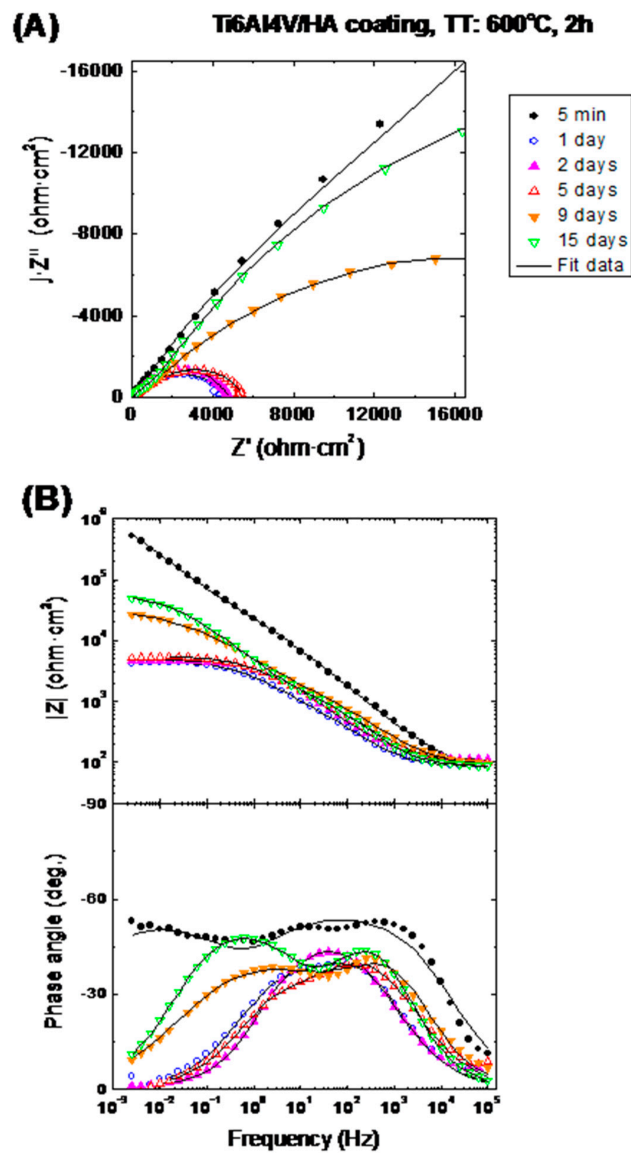 (A)
Ti6Al4V/HA coating, TT: 600°C, 2h
-16000
-12000
-8000
-4000
0
j·Z'' (ohm·cm²)
0 4000 8000 12000 16000
Z' (ohm·cm²)
5 min
1 day
2 days
5 days
9 days
15 days
Fit data
(B)
10⁶
10⁵
10⁴
10³
10²
|Z| (ohm·cm²)
-90
-60
-30
0
Phase angle (deg.)
10⁻³ 10⁻² 10⁻¹ 10⁰ 10¹ 10² 10³ 10⁴ 10⁵
Frequency (Hz)